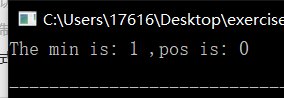 C:\Users\17616\Desktop\exercise
The min is: 1 ,pos is: 0
--------------------------------